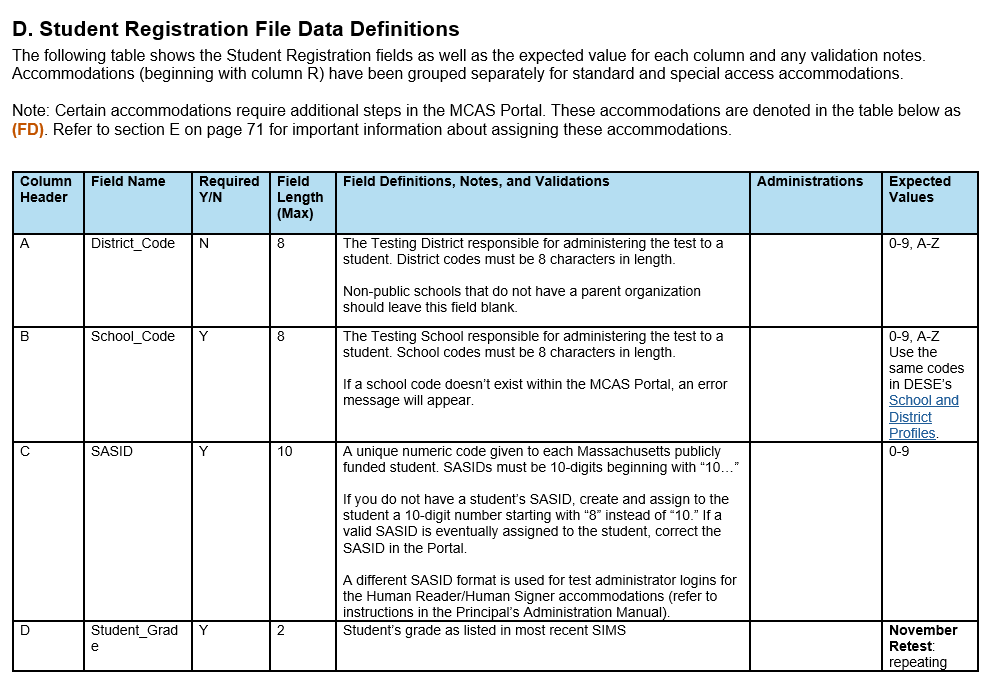 D. Student Registration File Data Definitions
The following table shows the Student Registration fields as well as the expected value for each column and any validation notes.
Accommodations (beginning with column R) have been grouped separately for standard and special access accommodations.
Note: Certain accommodations require additional steps in the MCAS Portal. These accommodations are denoted in the table below as
(FD). Refer to section E on page 71 for important information about assigning these accommodations.
Column
Header
Field Name
Required
Y/N
Field
Length
(Max)
Field Definitions, Notes, and Validations
Administrations
Expected
Values
A
District_Code
N
8
The Testing District responsible for administering the test to a
student. District codes must be 8 characters in length.
Non-public schools that do not have a parent organization
should leave this field blank.
0-9, A-Z
B
School_Code
Y
8
The Testing School responsible for administering the test to a
student. School codes must be 8 characters in length.
If a school code doesn’t exist within the MCAS Portal, an error
message will appear.
0-9, A-Z
Use the
same codes
in DESE’s
School and
District
Profiles.
C
SASID
Y
10
A unique numeric code given to each Massachusetts publicly
funded student. SASIDs must be 10-digits beginning with “10…”
If you do not have a student’s SASID, create and assign to the
student a 10-digit number starting with “8” instead of “10.” If a
valid SASID is eventually assigned to the student, correct the
SASID in the Portal.
A different SASID format is used for test administrator logins for
the Human Reader/Human Signer accommodations (refer to
instructions in the Principal’s Administration Manual).
0-9
D
Student_Grad
e
Y
2
Student’s grade as listed in most recent SIMS
November
Retest:
repeating